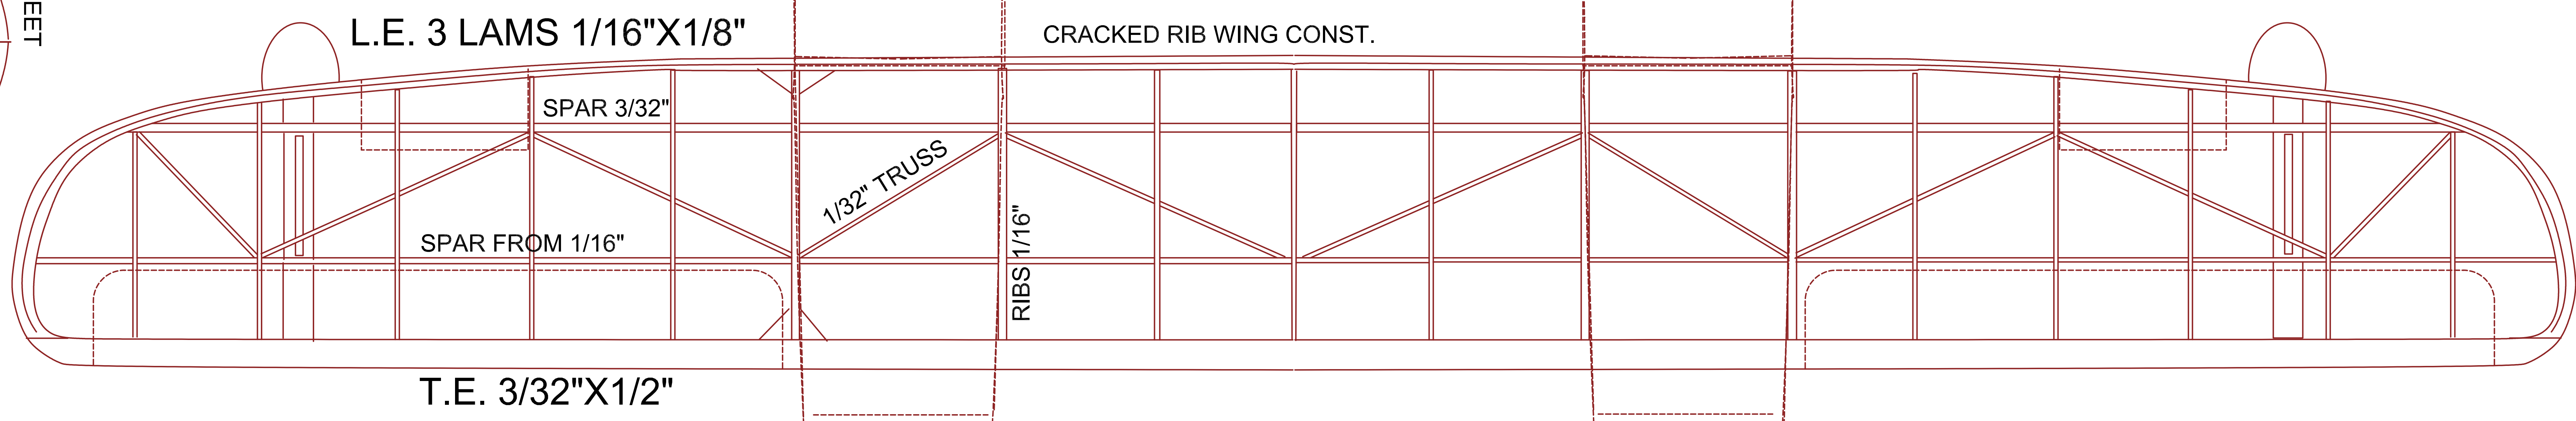 EET
L.E. 3 LAMS 1/16"X1/8"
CRACKED RIB WING CONST.
SPAR 3/32"
1/32" TRUSS
SPAR FROM 1/16"
RIBS 1/16"
T.E. 3/32"X1/2"